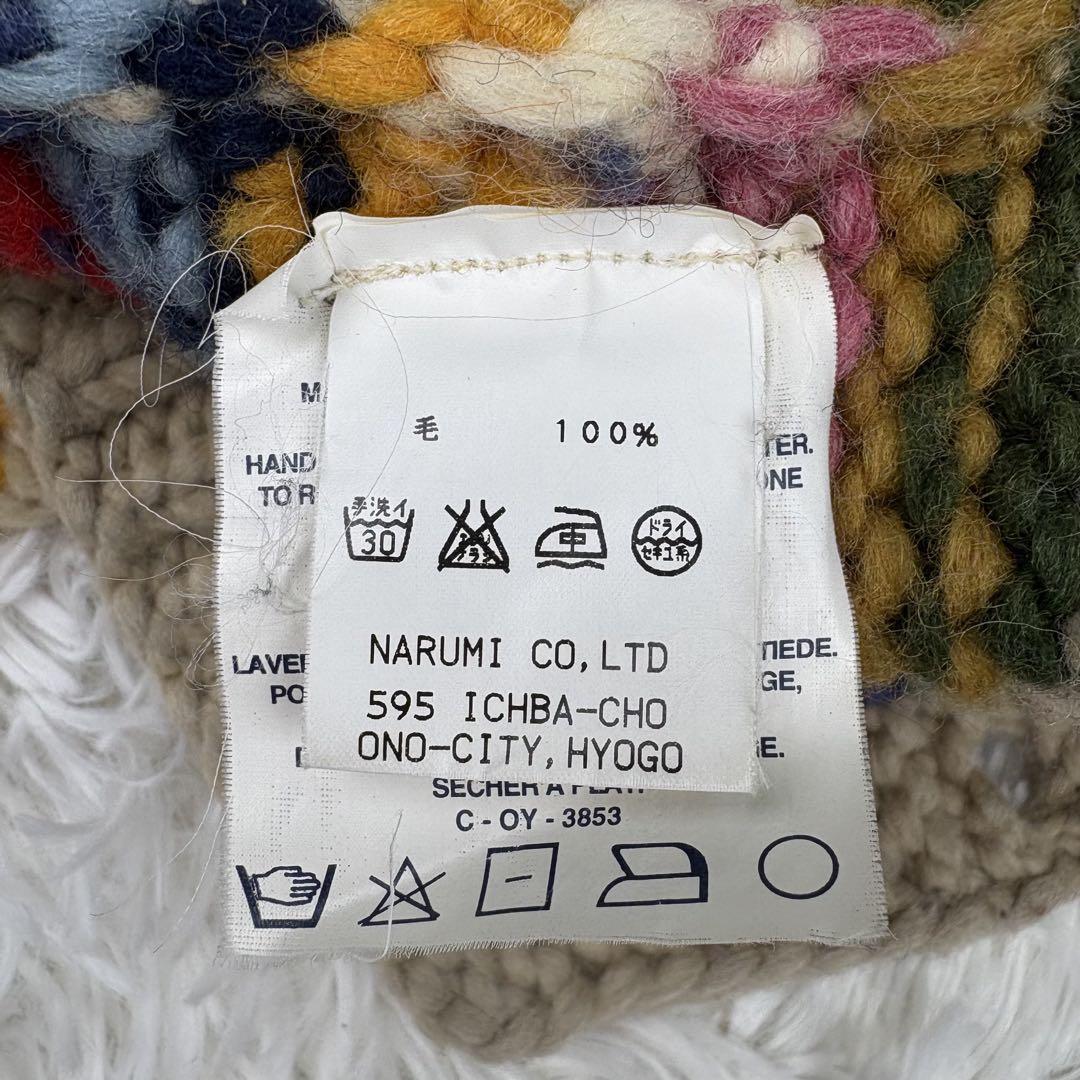 毛 100%
手洗イ 30 中 ドライ セキユ系
NARUMI CO, LTD
595 ICHBA-CHO
ONO-CITY, HYOGO
HAND
TO R
LAVE
PO
TER.
ONE
TIEDE.
GE,
E.
SECHER A PLAT
C - OY - 3853